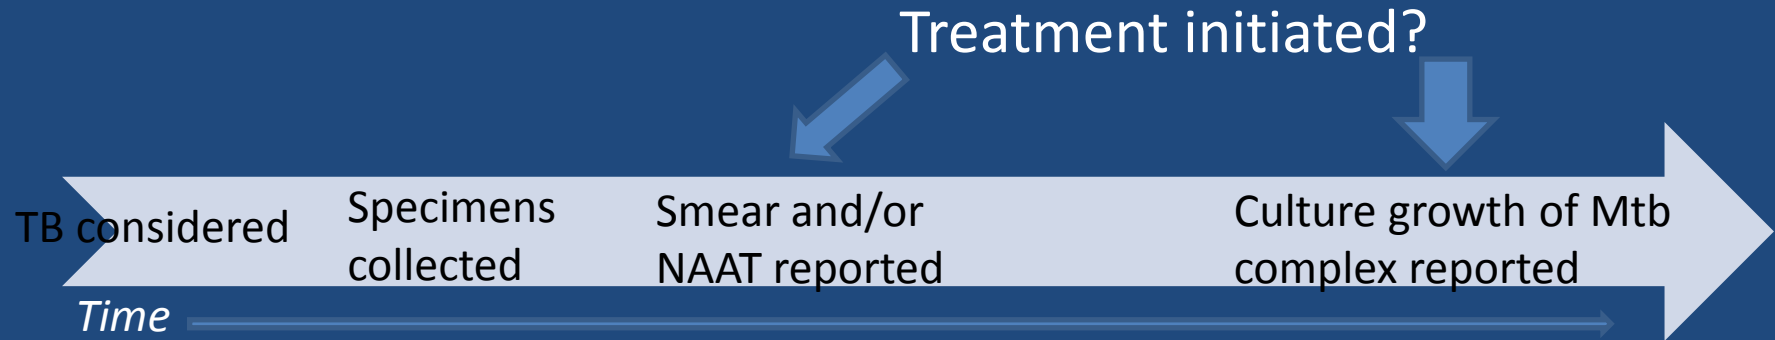 Treatment initiated?
TB considered
Specimens
collected
Smear and/or
NAAT reported
Culture growth of Mtb
complex reported
Time